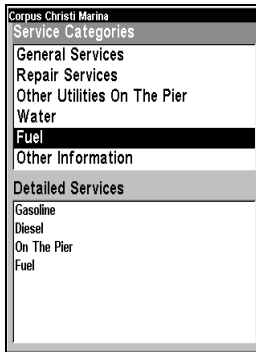 Corpus Christi Marina
Service Categories
General Services
Repair Services
Other Utilities On The Pier
Water
Fuel
Other Information
Detailed Services
Gasoline
Diesel
On The Pier
Fuel